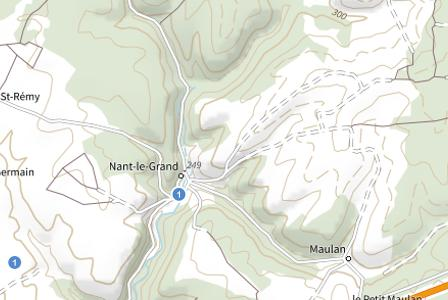 300
St-Rémy
Nant-le-Grand
249
ermain
1
1
Maulan
le Petit Maulan